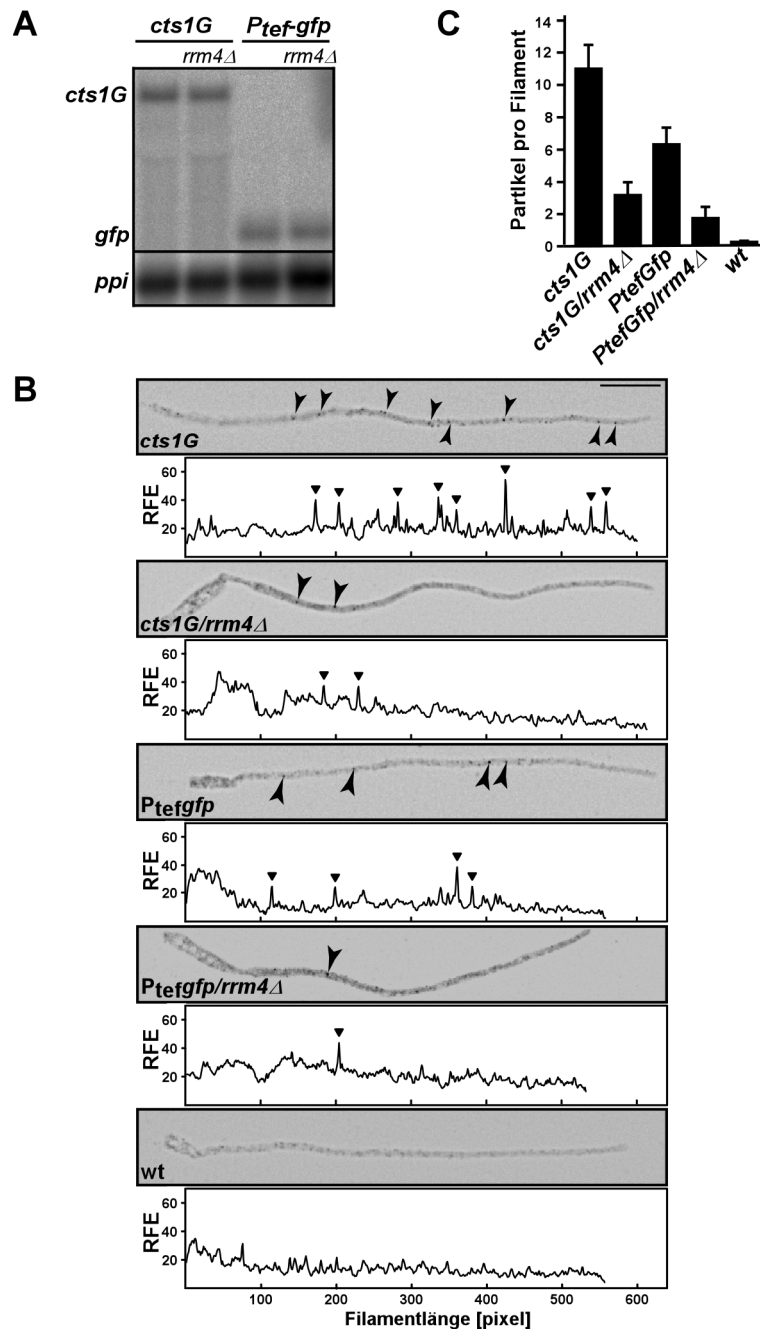 A
cts1G
Ptef-gfp
rrm4Δ
rrm4Δ
cts1G
gfp
ppi
C
Partikel pro Filament
14
12
10
8
6
4
2
0
cts1G
cts1G/rrm4Δ
PtefGfp
PtefGfp/rrm4Δ
wt
B
cts1G
RFE
60
40
20
cts1G/rrm4Δ
RFE
60
40
20
Ptefgfp
RFE
60
40
20
Ptefgfp/rrm4Δ
RFE
60
40
20
wt
RFE
60
40
20
100 200 300 400 500 600
Filamentlänge [pixel]